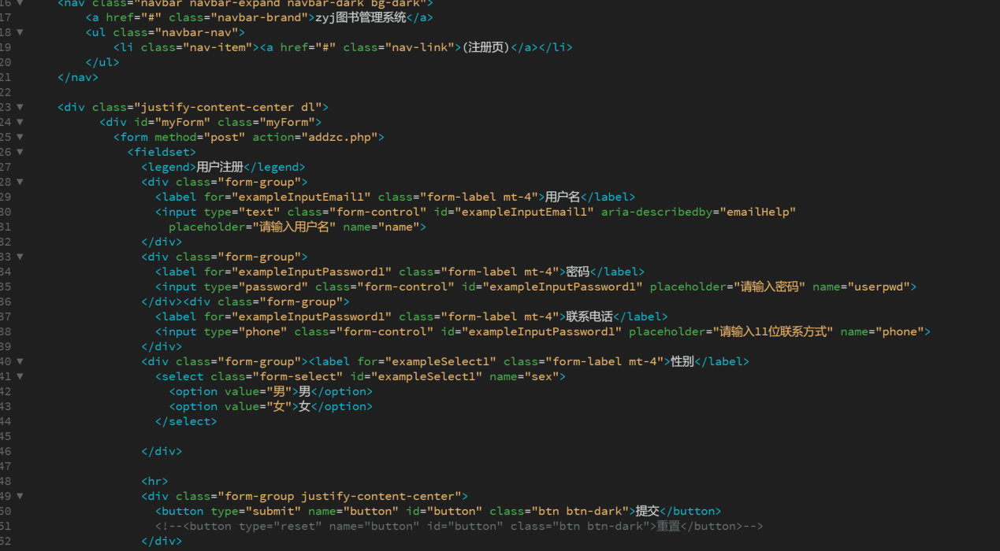 16 <nav class="navbar navbar-expand navbar-dark bg-dark">
17 <a href="#" class="navbar-brand">zyj图书管理系统</a>
18 <ul class="navbar-nav">
19 <li class="nav-item"><a href="#" class="nav-link">(注册页)</a></li>
20 </ul>
21 </nav>
22
23 <div class="justify-content-center dl">
24 <div id="myForm" class="myForm">
25 <form method="post" action="addzc.php">
26 <fieldset>
27 <legend>用户注册</legend>
28 <div class="form-group">
29 <label for="exampleInputEmail1" class="form-label mt-4">用户名</label>
30 <input type="text" class="form-control" id="exampleInputEmail1" aria-describedby="emailHelp"
31 placeholder="请输入用户名" name="name">
32 </div>
33 <div class="form-group">
34 <label for="exampleInputPassword1" class="form-label mt-4">密码</label>
35 <input type="password" class="form-control" id="exampleInputPassword1" placeholder="请输入密码" name="userpwd">
36 </div><div class="form-group">
37 <label for="exampleInputPassword1" class="form-label mt-4">联系电话</label>
38 <input type="phone" class="form-control" id="exampleInputPassword1" placeholder="请输入11位联系方式" name="phone">
39 </div>
40 <div class="form-group"><label for="exampleSelect1" class="form-label mt-4">性别</label>
41 <select class="form-select" id="exampleSelect1" name="sex">
42 <option value="男">男</option>
43 <option value="女">女</option>
44 </select>
45
46 </div>
47
48 <hr>
49 <div class="form-group justify-content-center">
50 <button type="submit" name="button" id="button" class="btn btn-dark">提交</button>
51 <!--<button type="reset" name="button" id="button" class="btn btn-dark">重置</button>-->
52 </div>